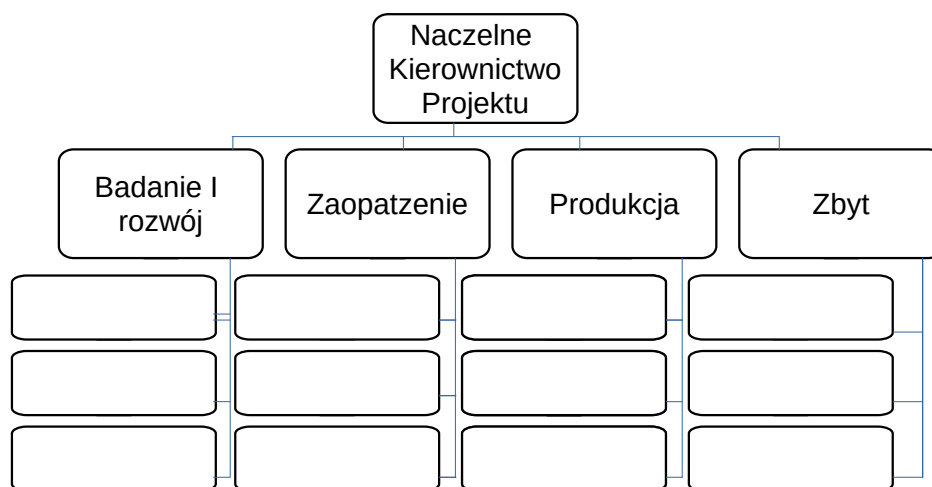 Naczelne
Kierownictwo
Projektu
Badanie I
rozwój
Zaopatzenie
Produkcja
Zbyt